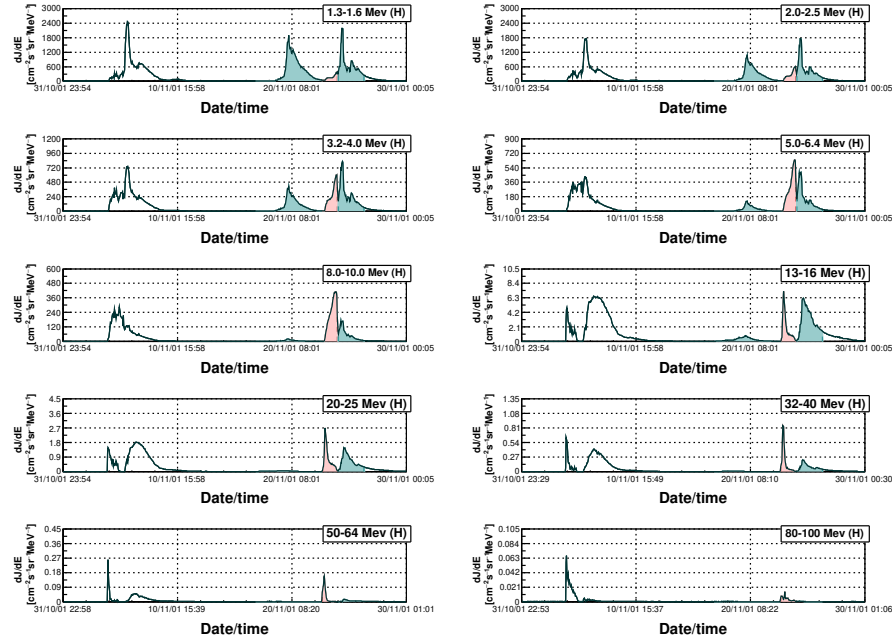 1.3-1.6 Mev (H)
dJ/dE
[cm⁻²s⁻¹sr⁻¹MeV⁻¹]
3000
2400
1800
1200
600
0
31/10/01 23:54
10/11/01 15:58
20/11/01 08:01
30/11/01 00:05
Date/time
2.0-2.5 Mev (H)
dJ/dE
[cm⁻²s⁻¹sr⁻¹MeV⁻¹]
3000
2400
1800
1200
600
0
31/10/01 23:54
10/11/01 15:58
20/11/01 08:01
30/11/01 00:05
Date/time
3.2-4.0 Mev (H)
dJ/dE
[cm⁻²s⁻¹sr⁻¹MeV⁻¹]
1200
960
720
480
240
0
31/10/01 23:54
10/11/01 15:58
20/11/01 08:01
30/11/01 00:05
Date/time
5.0-6.4 Mev (H)
dJ/dE
[cm⁻²s⁻¹sr⁻¹MeV⁻¹]
900
720
540
360
180
0
31/10/01 23:54
10/11/01 15:58
20/11/01 08:01
30/11/01 00:05
Date/time
8.0-10.0 Mev (H)
dJ/dE
[cm⁻²s⁻¹sr⁻¹MeV⁻¹]
600
480
360
240
120
0
31/10/01 23:54
10/11/01 15:58
20/11/01 08:01
30/11/01 00:05
Date/time
13-16 Mev (H)
dJ/dE
[cm⁻²s⁻¹sr⁻¹MeV⁻¹]
10.5
8.4
6.3
4.2
2.1
0
31/10/01 23:54
10/11/01 15:58
20/11/01 08:01
30/11/01 00:05
Date/time
20-25 Mev (H)
dJ/dE
[cm⁻²s⁻¹sr⁻¹MeV⁻¹]
4.5
3.6
2.7
1.8
.9
0
31/10/01 23:54
10/11/01 15:58
20/11/01 08:01
30/11/01 00:05
Date/time
32-40 Mev (H)
dJ/dE
[cm⁻²s⁻¹sr⁻¹MeV⁻¹]
1.35
1.08
0.81
0.54
0.27
0
31/10/01 23:29
10/11/01 15:49
20/11/01 08:10
30/11/01 00:30
Date/time
50-64 Mev (H)
dJ/dE
[cm⁻²s⁻¹sr⁻¹MeV⁻¹]
0.45
0.36
0.27
0.18
0.09
0
31/10/01 22:58
10/11/01 15:39
20/11/01 08:20
30/11/01 01:01
Date/time
80-100 Mev (H)
dJ/dE
[cm⁻²s⁻¹sr⁻¹MeV⁻¹]
0.105
0.084
0.063
0.042
0.021
0
31/10/01 22:53
10/11/01 15:37
20/11/01 08:22
30/11/01 01:06
Date/time